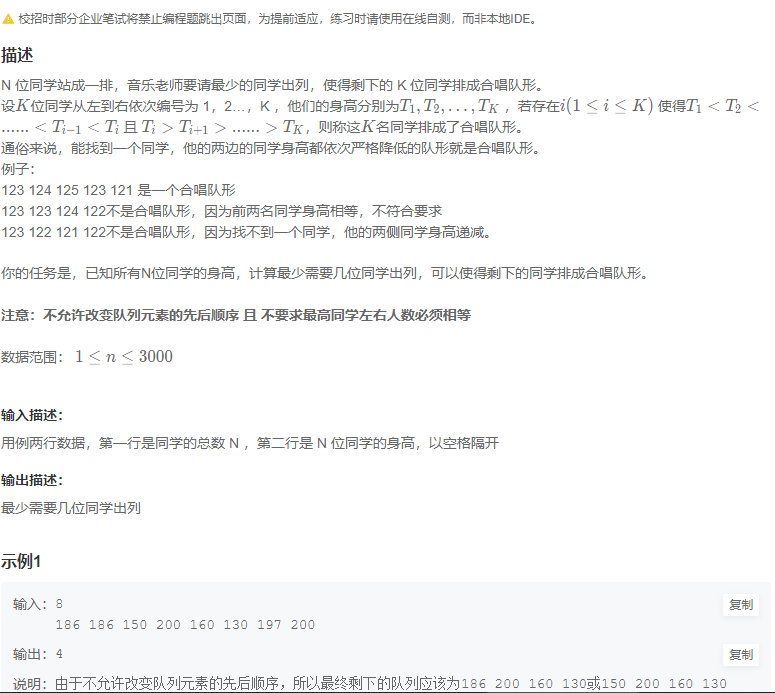 校招时部分企业笔试将禁止编程题跳出页面，为提前适应，练习时请使用在线自测，而非本地IDE。
描述
N 位同学站成一排，音乐老师要请最少的同学出列，使得剩下的 K 位同学排成合唱队形。
设K位同学从左到右依次编号为 1，2…，K ，他们的身高分别为T₁,T₂,…,T_K ，若存在i(1 ≤ i ≤ K) 使得T₁ < T₂ <
…… < T_{i−1} < T_i 且 T_i > T_{i+1} > …… > T_K，则称这K名同学排成了合唱队形。
通俗来说，能找到一个同学，他的两边的同学身高都依次严格降低的队形就是合唱队形。
例子：
123 124 125 123 121 是一个合唱队形
123 123 124 122不是合唱队形，因为前两名同学身高相等，不符合要求
123 122 121 122不是合唱队形，因为找不到一个同学，他的两侧同学身高递减。
你的任务是，已知所有N位同学的身高，计算最少需要几位同学出列，可以使得剩下的同学排成合唱队形。
注意：不允许改变队列元素的先后顺序 且 不要求最高同学左右人数必须相等
数据范围： 1 ≤ n ≤ 3000
输入描述：
用例两行数据，第一行是同学的总数 N ，第二行是 N 位同学的身高，以空格隔开
输出描述：
最少需要几位同学出列
示例1
输入：8 复制
186 186 150 200 160 130 197 200
输出：4 复制
说明：由于不允许改变队列元素的先后顺序，所以最终剩下的队列应该为186 200 160 130或150 200 160 130